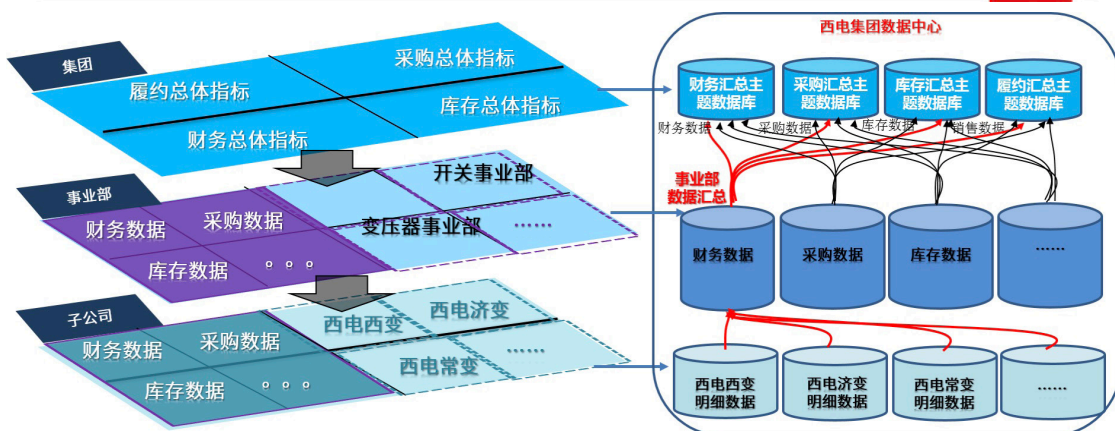 集团
采购总体指标
履约总体指标
库存总体指标
财务总体指标
事业部
开关事业部
财务数据
采购数据
变压器事业部
……
库存数据
。。。
子公司
西电西变
西电济变
财务数据
采购数据
西电常变
……
库存数据
。。。
西电集团数据中心
财务汇总主
题数据库
采购汇总主
题数据库
库存汇总主
题数据库
履约汇总主
题数据库
财务数据
采购数据
库存数据
销售数据
事业部
数据汇总
财务数据
采购数据
库存数据
……
西电西变
明细数据
西电济变
明细数据
西电常变
明细数据
……